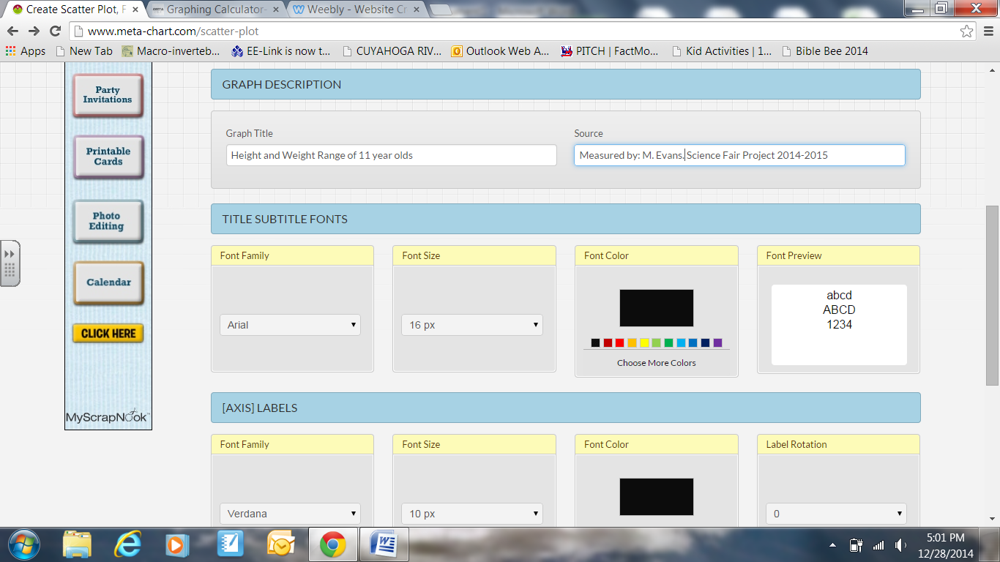 Create Scatter Plot, F
Graphing Calculator-
Weebly - Website Cr
www.meta-chart.com/scatter-plot
Apps
New Tab
Macro-inverteb...
EE-Link is now t...
CUYAHOGA RIV...
Outlook Web A...
PITCH | FactMo...
Kid Activities | 1...
Bible Bee 2014
Party
Invitations
Printable
Cards
Photo
Editing
Calendar
CLICK HERE
MyScrapNook
GRAPH DESCRIPTION
Graph Title
Source
Height and Weight Range of 11 year olds
Measured by: M. Evans. Science Fair Project 2014-2015
TITLE SUBTITLE FONTS
Font Family
Font Size
Font Color
Font Preview
Arial
16 px
Choose More Colors
abcd
ABCD
1234
[AXIS] LABELS
Font Family
Font Size
Font Color
Label Rotation
Verdana
10 px
0
5:01 PM
12/28/2014